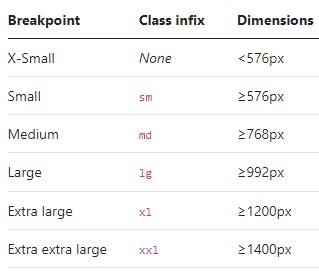 Breakpoint Class infix Dimensions
X-Small None <576px
Small sm ≥576px
Medium md ≥768px
Large lg ≥992px
Extra large xl ≥1200px
Extra extra large xxl ≥1400px